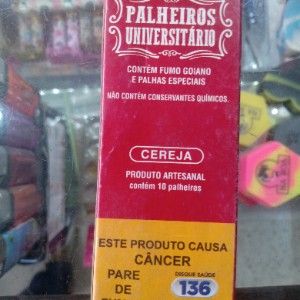 PALHEIROS
UNIVERSITÁRIO
CONTÉM FUMO GOIANO
E PALHAS ESPECIAIS
NÃO CONTÉM CONSERVANTES QUÍMICOS.
CEREJA
PRODUTO ARTESANAL
contém 10 palheiros
ESTE PRODUTO CAUSA
CÂNCER
PARE DISQUE SAÚDE
DE 136